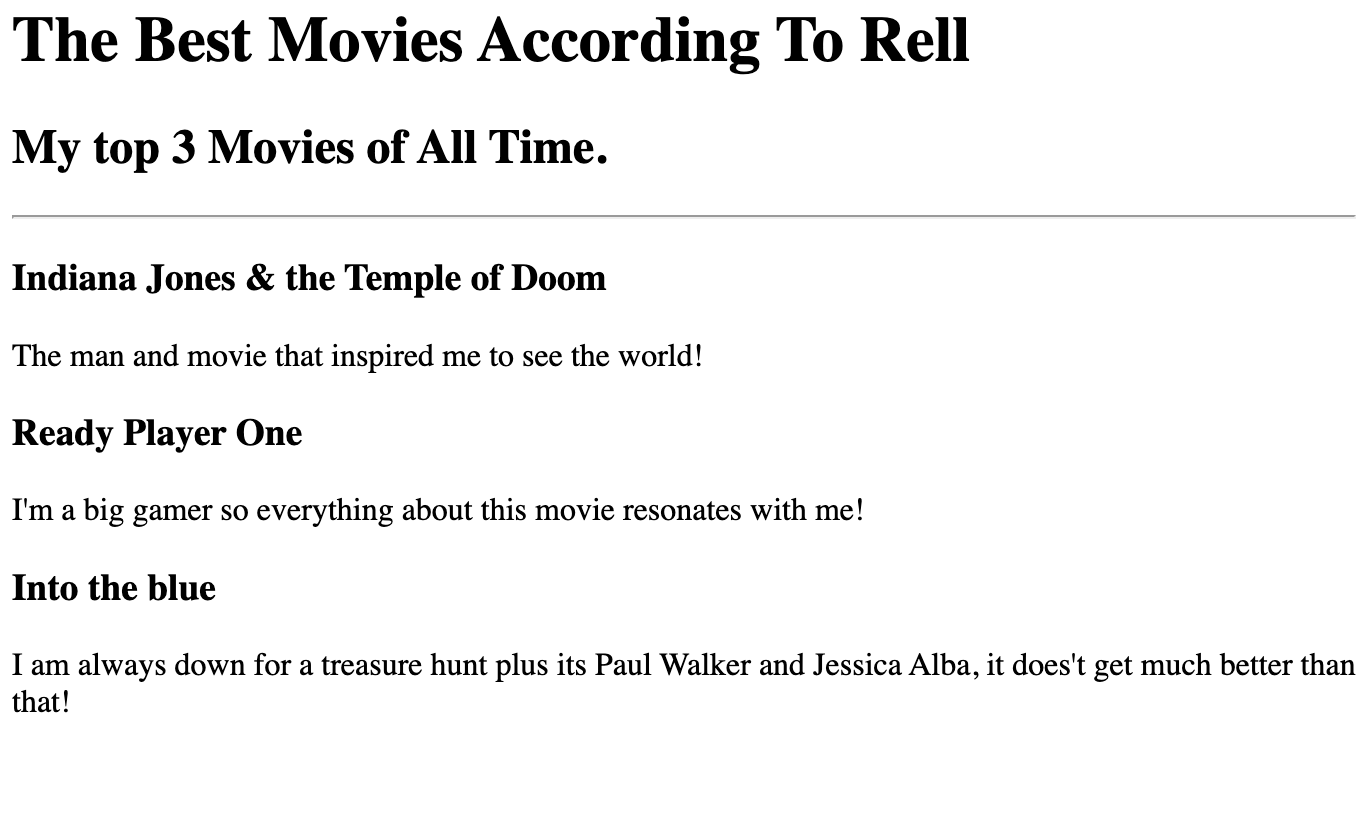 The Best Movies According To Rell
My top 3 Movies of All Time.
Indiana Jones & the Temple of Doom
The man and movie that inspired me to see the world!
Ready Player One
I'm a big gamer so everything about this movie resonates with me!
Into the blue
I am always down for a treasure hunt plus its Paul Walker and Jessica Alba, it does't get much better than
that!